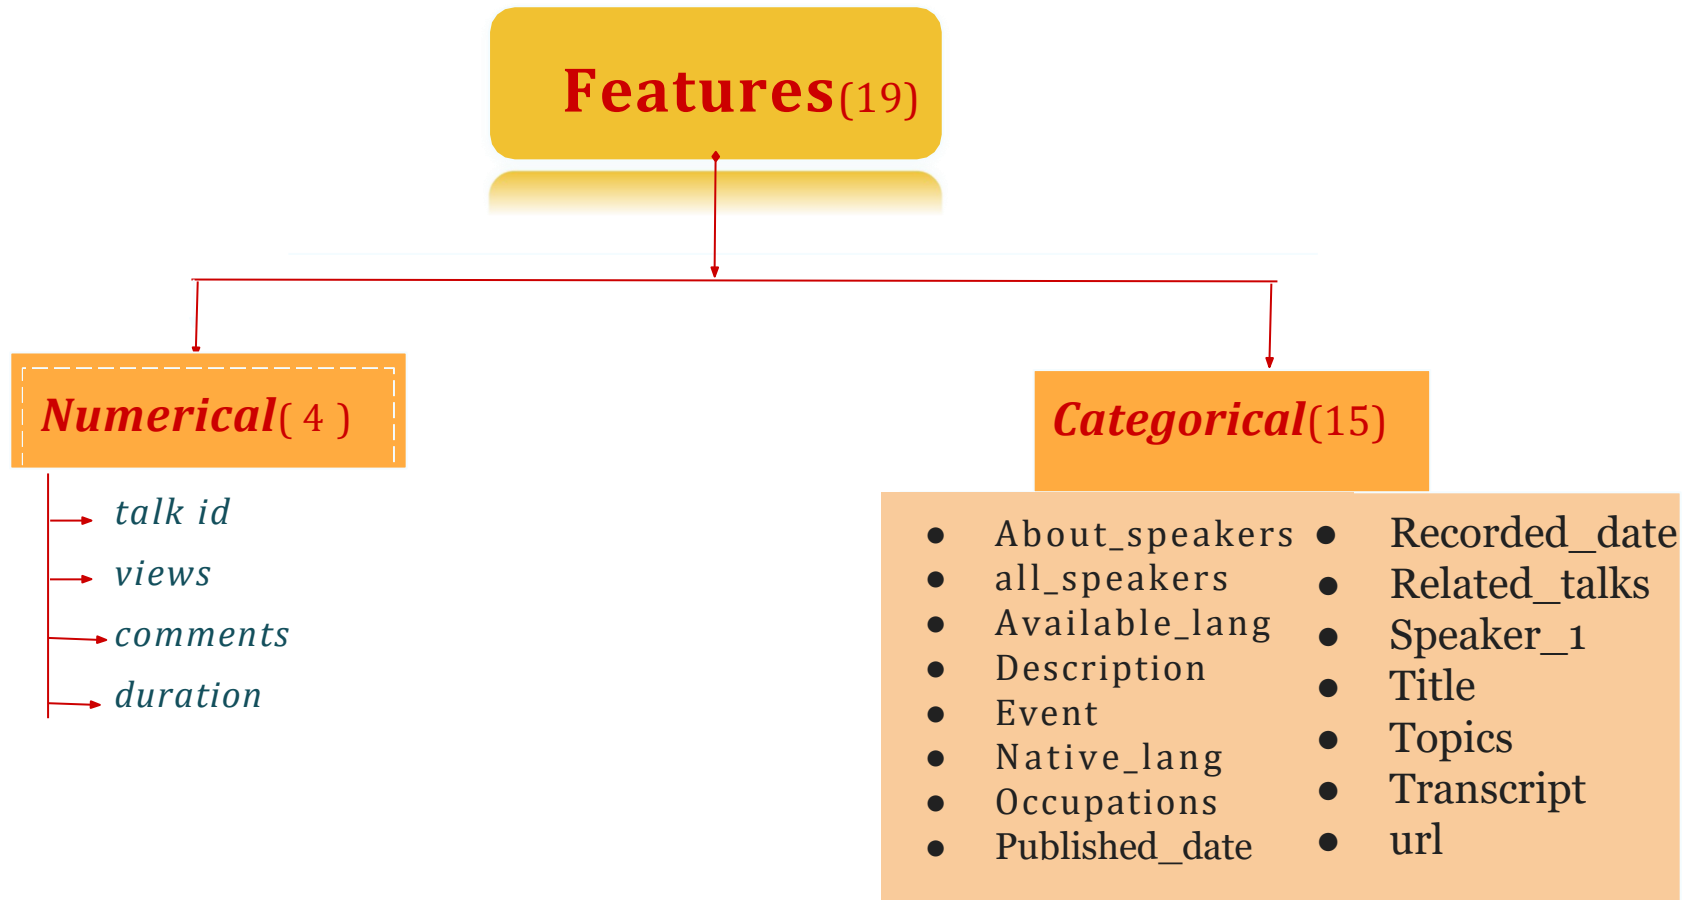 Features(19)
Numerical( 4 )
talk id
views
comments
duration
Categorical(15)
● About_speakers
● all_speakers
● Available_lang
● Description
● Event
● Native_lang
● Occupations
● Published_date
● Recorded_date
● Related_talks
● Speaker_1
● Title
● Topics
● Transcript
● url